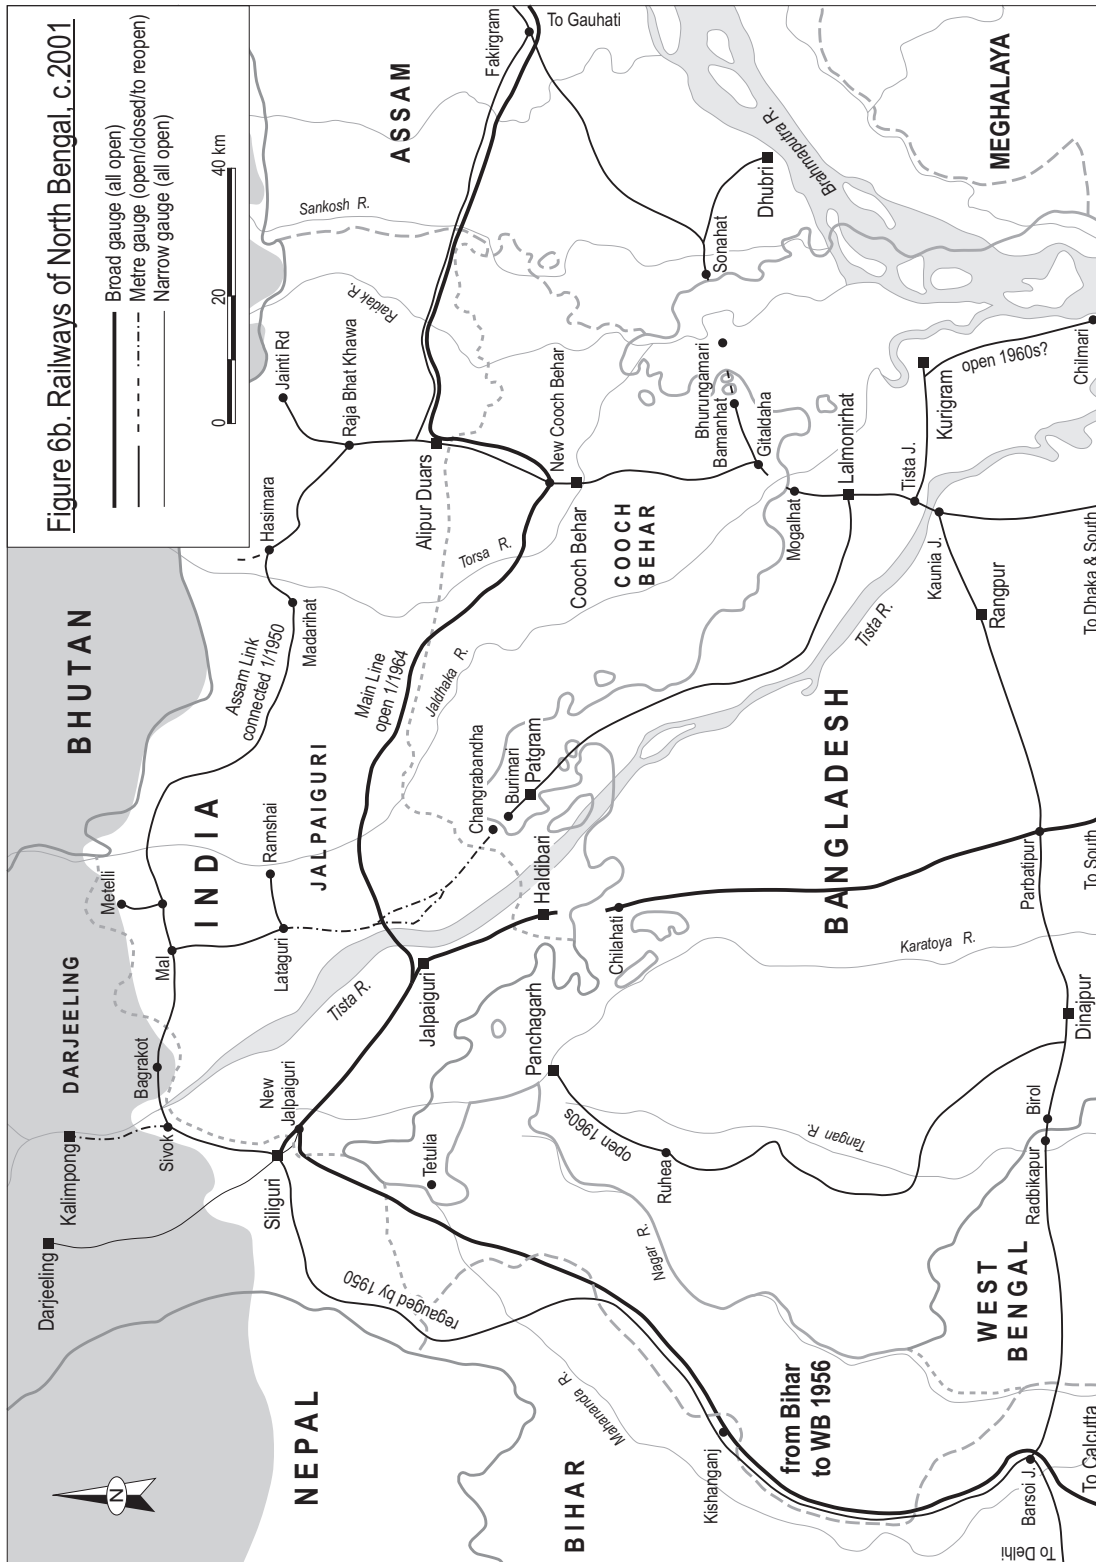 Figure 6b. Railways of North Bengal, c.2001
Broad gauge (all open)
Metre gauge (open/closed/to reopen)
Narrow gauge (all open)
0
20
40 km
N
NEPAL
BHUTAN
INDIA
DARJEELING
JALPAIGURI
ASSAM
MEGHALAYA
COOCH
BEHAR
BANGLADESH
WEST
BENGAL
BIHAR
from Bihar
to WB 1956
Darjeeling
Kalimpong
Sivok
Bagrakot
Mal
Metelli
Lataguri
Ramshai
Assam Link
connected 1/1950
Madarihat
Hasimara
Raja Bhat Khawa
Jainti Rd
Sankosh R.
Raidak R.
Fakirgram
To Gauhati
Siliguri
New
Jalpaiguri
Tista R.
Main Line
open 1/1964
Torsa R.
Jaldhaka R.
Alipur Duars
New Cooch Behar
Cooch Behar
regauged by 1950
Tetulia
Jalpaiguri
Panchagarh
Haldibari
Chilahati
Changrabandha
Burimari
Patgram
open 1960s
Ruhea
Nagar R.
Tangan R.
Karatoya R.
Tista R.
Mogalhat
Gitaldaha
Bamanhat
Bhurungamari
Sonahat
Dhubri
Brahmaputra R.
Lalmonirhat
Tista J.
Kaunia J.
Kurigram
open 1960s?
Chilmari
Rangpur
Parbatipur
Dinajpur
Birol
Radbikapur
Mahananda R.
Kishanganj
Barsoi J.
To Delhi
To Calcutta
To South
To Dhaka & South